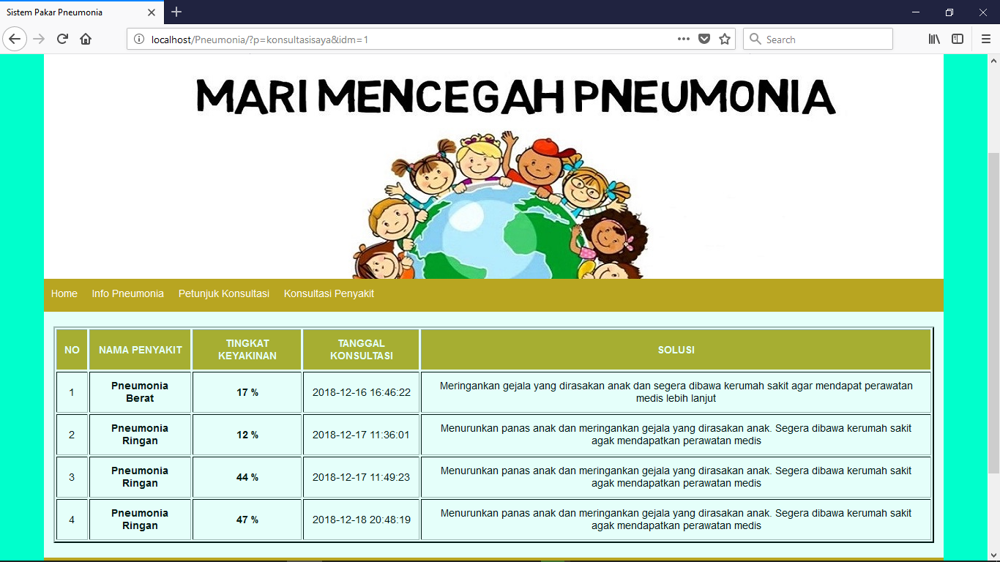 Sistem Pakar Pneumonia
localhost/Pneumonia/?p=konsultasisaya&idm=1
Search
MARI MENCEGAH PNEUMONIA
Home Info Pneumonia Petunjuk Konsultasi Konsultasi Penyakit
NO NAMA PENYAKIT TINGKAT KEYAKINAN TANGGAL KONSULTASI SOLUSI
1 Pneumonia Berat 17 % 2018-12-16 16:46:22 Meringankan gejala yang dirasakan anak dan segera dibawa kerumah sakit agar mendapat perawatan
medis lebih lanjut
2 Pneumonia Ringan 12 % 2018-12-17 11:36:01 Menurunkan panas anak dan meringankan gejala yang dirasakan anak. Segera dibawa kerumah sakit
agak mendapatkan perawatan medis
3 Pneumonia Ringan 44 % 2018-12-17 11:49:23 Menurunkan panas anak dan meringankan gejala yang dirasakan anak. Segera dibawa kerumah sakit
agak mendapatkan perawatan medis
4 Pneumonia Ringan 47 % 2018-12-18 20:48:19 Menurunkan panas anak dan meringankan gejala yang dirasakan anak. Segera dibawa kerumah sakit
agak mendapatkan perawatan medis